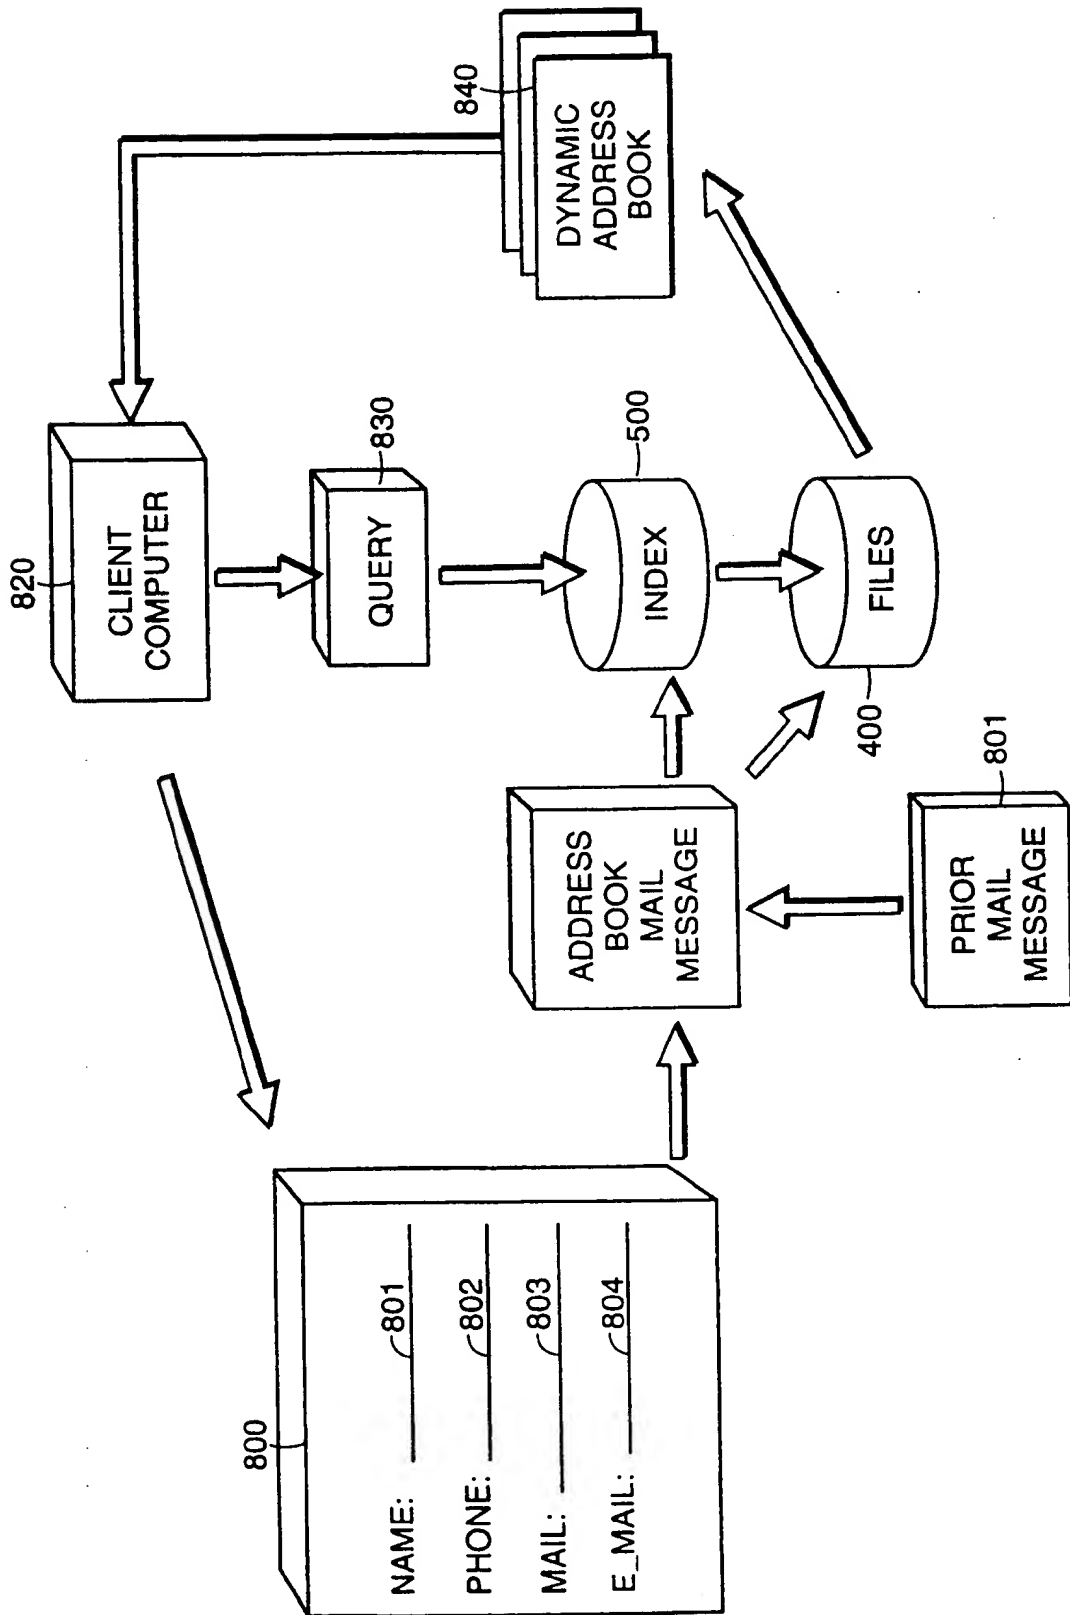 800
NAME:
801
PHONE:
802
MAIL:
803
E_MAIL:
804
820
CLIENT
COMPUTER
830
QUERY
500
INDEX
FILES
400
ADDRESS
BOOK
MAIL
MESSAGE
801
PRIOR
MAIL
MESSAGE
840
DYNAMIC
ADDRESS
BOOK